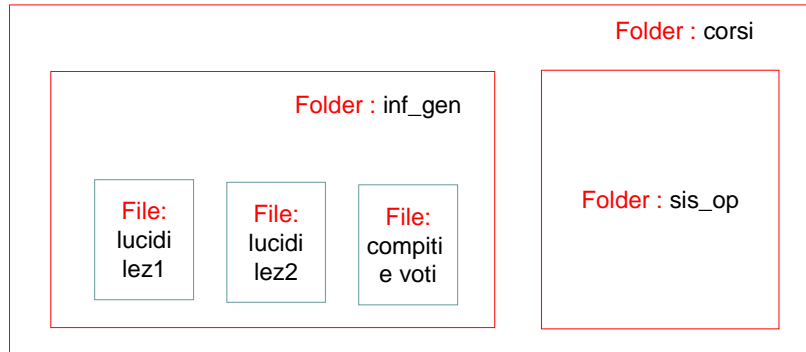 Folder : corsi
Folder : inf_gen
File:
lucidi
lez1
File:
lucidi
lez2
File:
compiti
e voti
Folder : sis_op